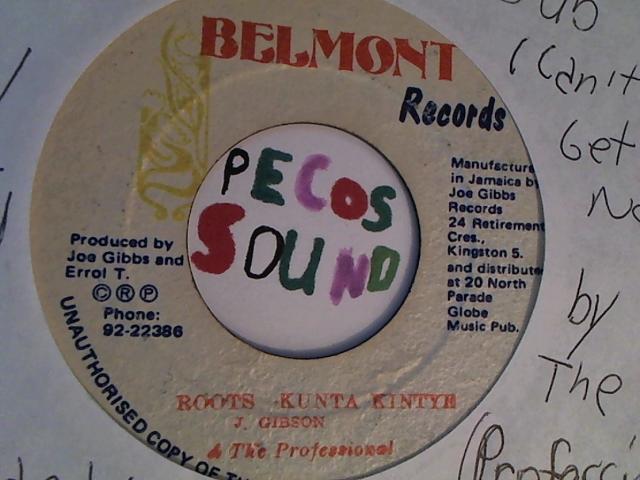 BELMONT
Records
PECOS
SOUND
Manufacture
in Jamaica by
Joe Gibbs
Records
24 Retirement
Cres.,
Kingston 5.
and distribute
at 20 North
Parade
Globe
Music Pub.
Produced by
Joe Gibbs and
Errol T.
© Ⓡ Ⓟ
Phone:
92-22386
UNAUTHORISED COPY OF
ROOTS - KUNTA KINTYE
J. GIBSON
& The Professional
(Can't
Get
No
by
The